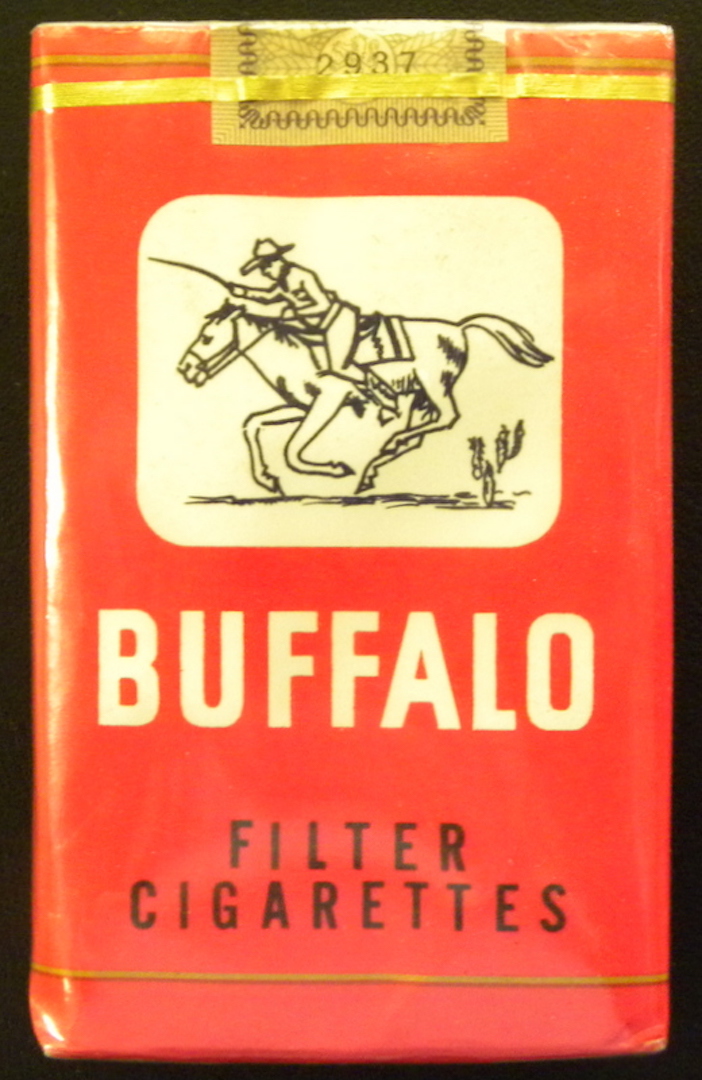 2937
BUFFALO
FILTER
CIGARETTES